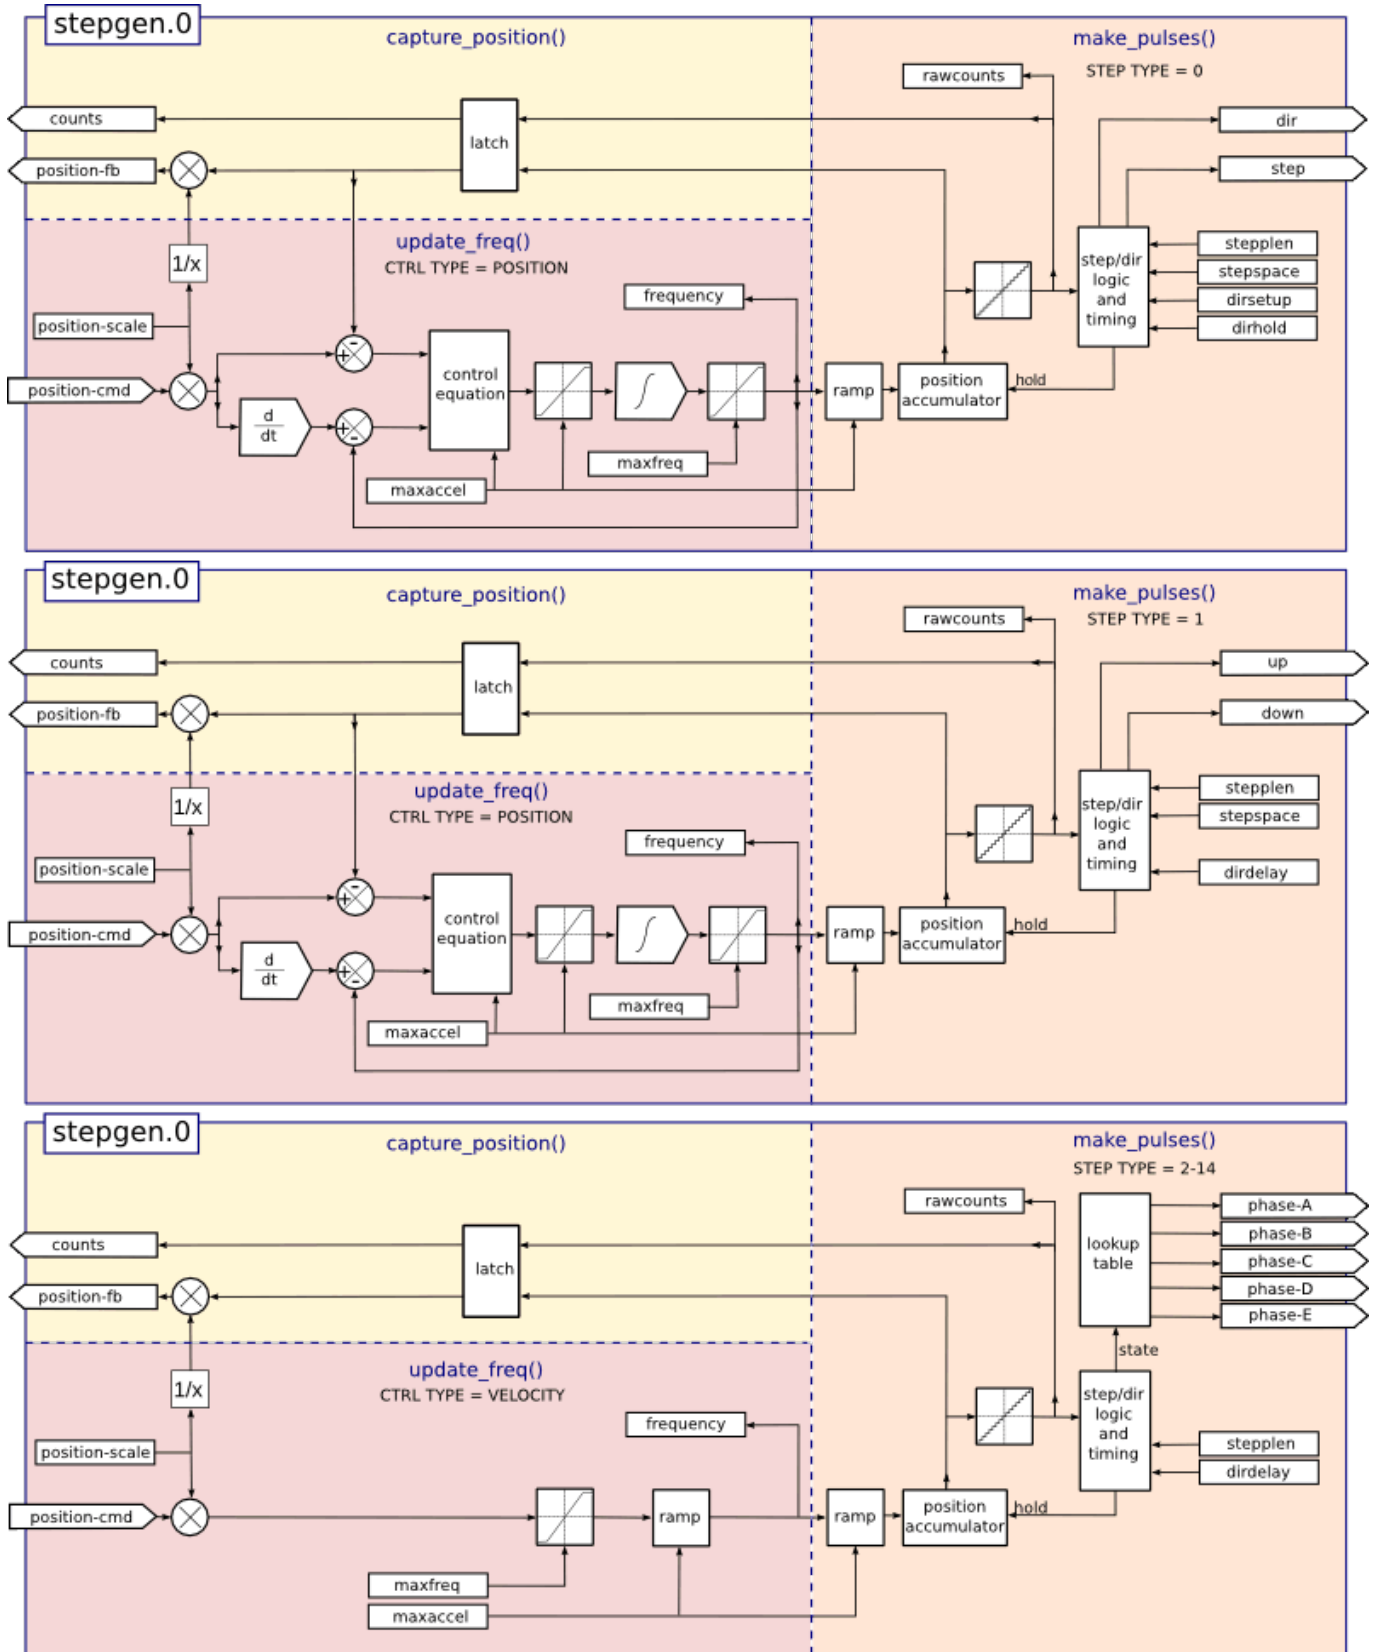 stepgen.0
capture_position()
make_pulses()
STEP TYPE = 0
rawcounts
counts
latch
dir
position-fb
step
update_freq()
CTRL TYPE = POSITION
1/x
frequency
position-scale
step/dir
logic
and
timing
stepplen
stepspace
dirsetup
dirhold
+
-
control
equation
position-cmd
d
dt
+
-
∫
maxfreq
maxaccel
ramp
position
accumulator
hold
stepgen.0
capture_position()
make_pulses()
STEP TYPE = 1
rawcounts
counts
latch
up
position-fb
down
update_freq()
CTRL TYPE = POSITION
1/x
frequency
position-scale
step/dir
logic
and
timing
stepplen
stepspace
dirdelay
+
-
control
equation
position-cmd
d
dt
+
-
∫
maxfreq
maxaccel
ramp
position
accumulator
hold
stepgen.0
capture_position()
make_pulses()
STEP TYPE = 2-14
rawcounts
counts
latch
position-fb
lookup
table
phase-A
phase-B
phase-C
phase-D
phase-E
state
update_freq()
CTRL TYPE = VELOCITY
1/x
frequency
position-scale
step/dir
logic
and
timing
stepplen
dirdelay
position-cmd
ramp
maxfreq
maxaccel
ramp
position
accumulator
hold